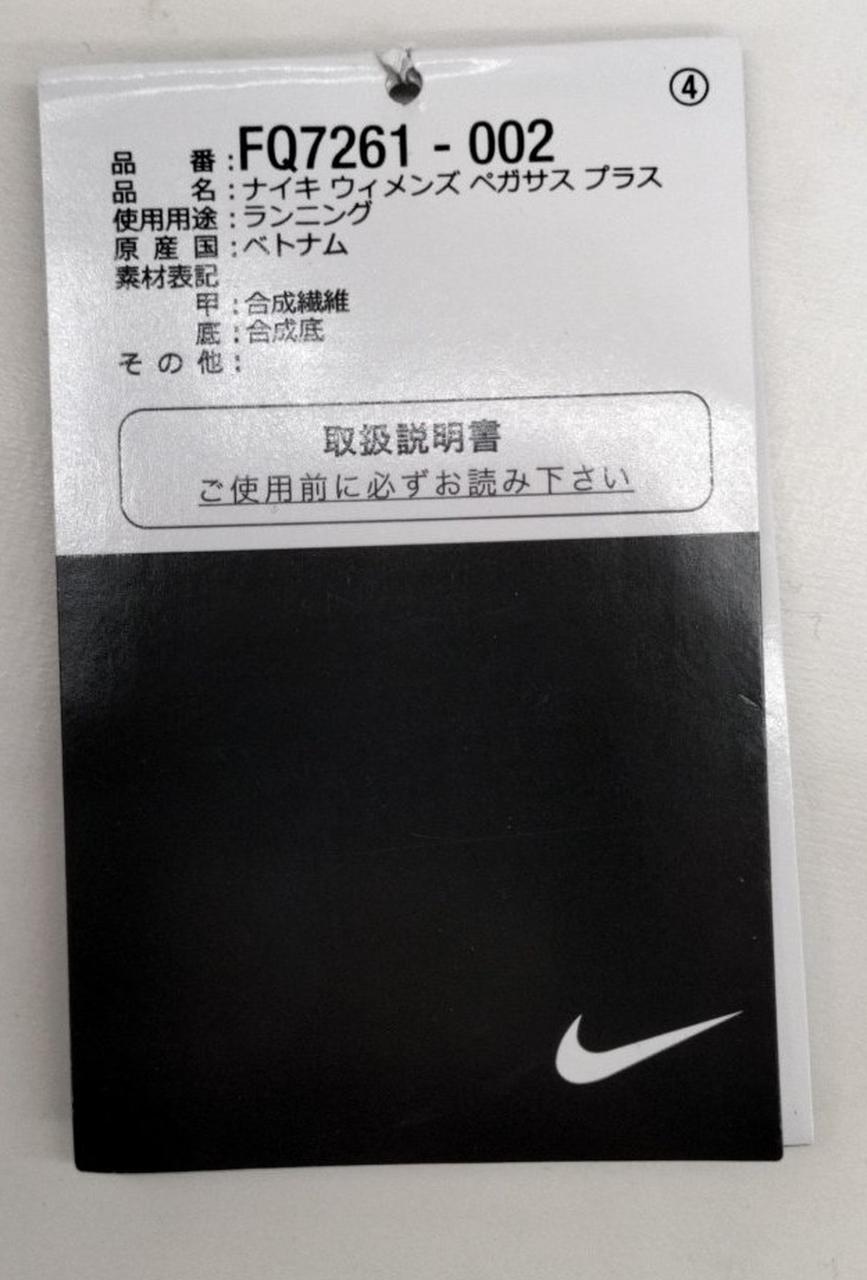 ④
品番:FQ7261 - 002
品名:ナイキ ウィメンズ ペガサス プラス
使用用途:ランニング
原産国:ベトナム
素材表記
甲:合成繊維
底:合成底
その他:
取扱説明書
ご使用前に必ずお読み下さい